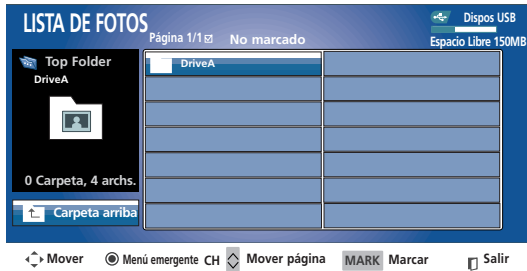 LISTA DE FOTOS
Página 1/1 No marcado
Dispos USB
Espacio Libre 150MB
Top Folder
DriveA
DriveA
0 Carpeta, 4 archs.
Carpeta arriba
Mover Menú emergente CH Mover página MARK Marcar Salir